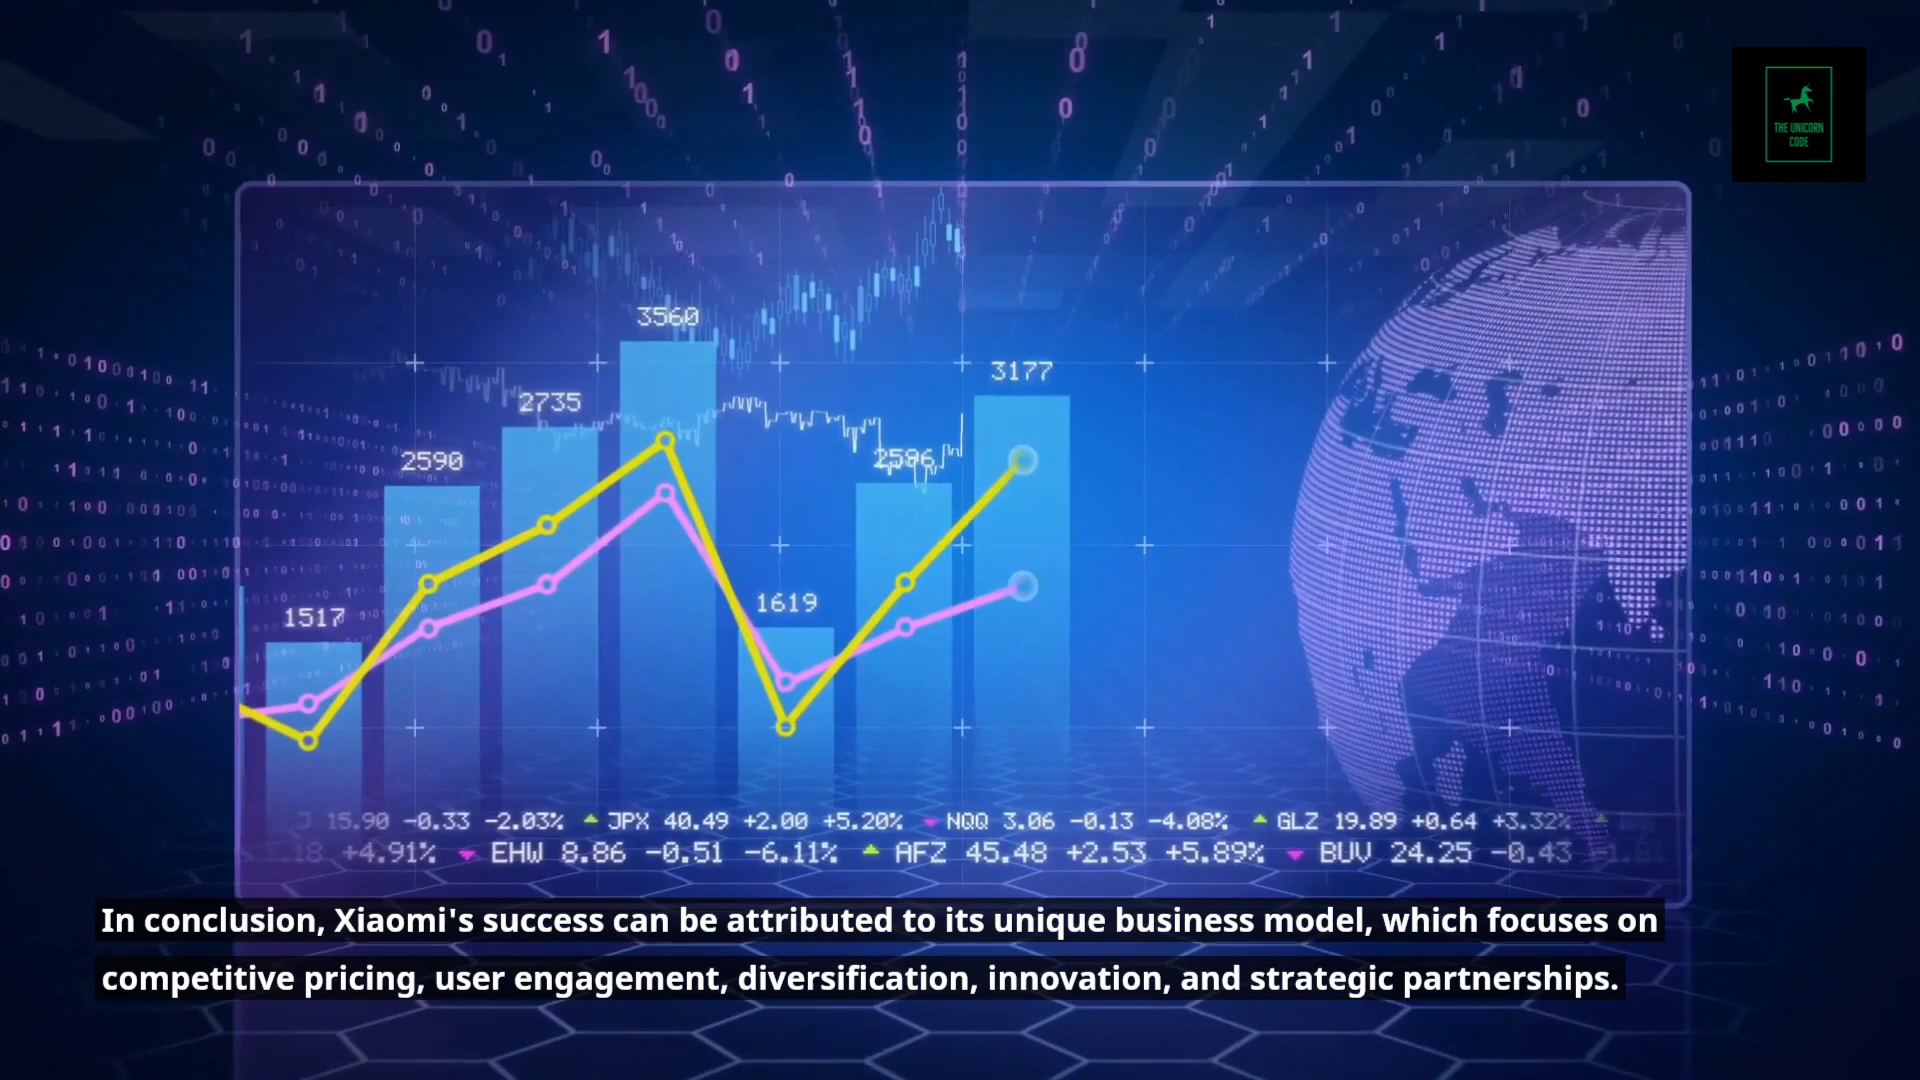 THE UNICORN
CODE
3560
3177
2735
2590
2586
1619
1517
15.90 -0.33 -2.03% JPX 40.49 +2.00 +5.20% NQQ 3.06 -0.13 -4.08% GLZ 19.89 +0.64 +3.32%
18 +4.91% EHW 8.86 -0.51 -6.11% AFZ 45.48 +2.53 +5.89% BUV 24.25 -0.43
In conclusion, Xiaomi's success can be attributed to its unique business model, which focuses on
competitive pricing, user engagement, diversification, innovation, and strategic partnerships.